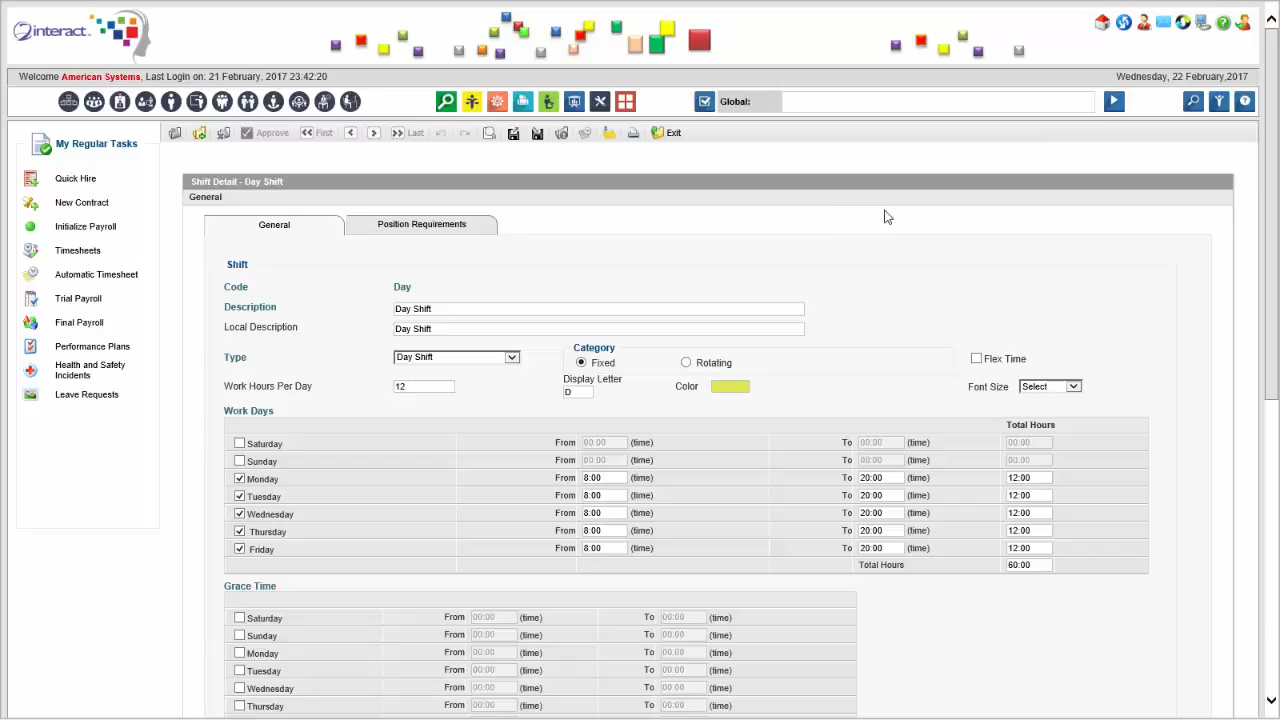 interact
Welcome American Systems, Last Login on: 21 February, 2017 23:42:20 Wednesday, 22 February,2017
Global:
My Regular Tasks
Approve First Last Exit
Quick Hire
New Contract
Initialize Payroll
Timesheets
Automatic Timesheet
Trial Payroll
Final Payroll
Performance Plans
Health and Safety
Incidents
Leave Requests
Shift Detail - Day Shift
General
General Position Requirements
Shift
Code Day
Description Day Shift
Local Description Day Shift
Type Day Shift Category Fixed Rotating Flex Time
Work Hours Per Day 12 Display Letter D Color Font Size Select
Work Days
Total Hours
Saturday From 00:00 (time) To 00:00 (time) 00:00
Sunday From 00:00 (time) To 00:00 (time) 00:00
Monday From 8:00 (time) To 20:00 (time) 12:00
Tuesday From 8:00 (time) To 20:00 (time) 12:00
Wednesday From 8:00 (time) To 20:00 (time) 12:00
Thursday From 8:00 (time) To 20:00 (time) 12:00
Friday From 8:00 (time) To 20:00 (time) 12:00
Total Hours 60:00
Grace Time
Saturday From 00:00 (time) To 00:00 (time)
Sunday From 00:00 (time) To 00:00 (time)
Monday From 00:00 (time) To 00:00 (time)
Tuesday From 00:00 (time) To 00:00 (time)
Wednesday From 00:00 (time) To 00:00 (time)
Thursday From 00:00 (time) To 00:00 (time)